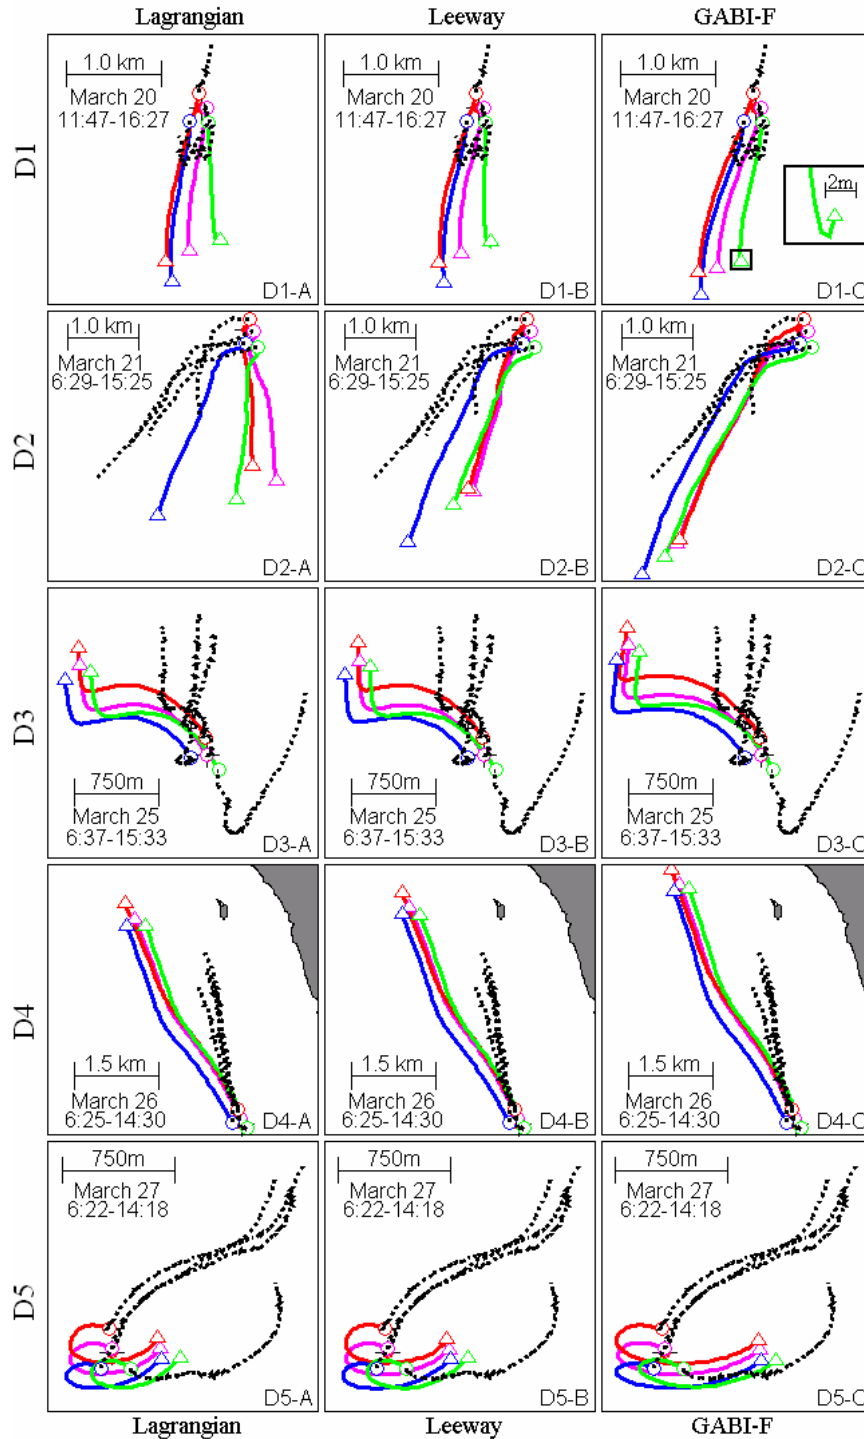 Lagrangian Leeway GABI-F
D1
1.0 km
March 20
11:47-16:27
D1-A
1.0 km
March 20
11:47-16:27
D1-B
1.0 km
March 20
11:47-16:27
2m
D1-C
D2
1.0 km
March 21
6:29-15:25
D2-A
1.0 km
March 21
6:29-15:25
D2-B
1.0 km
March 21
6:29-15:25
D2-C
D3
750m
March 25
6:37-15:33
D3-A
750m
March 25
6:37-15:33
D3-B
750m
March 25
6:37-15:33
D3-C
D4
1.5 km
March 26
6:25-14:30
D4-A
1.5 km
March 26
6:25-14:30
D4-B
1.5 km
March 26
6:25-14:30
D4-C
D5
750m
March 27
6:22-14:18
D5-A
750m
March 27
6:22-14:18
D5-B
750m
March 27
6:22-14:18
D5-C
Lagrangian Leeway GABI-F